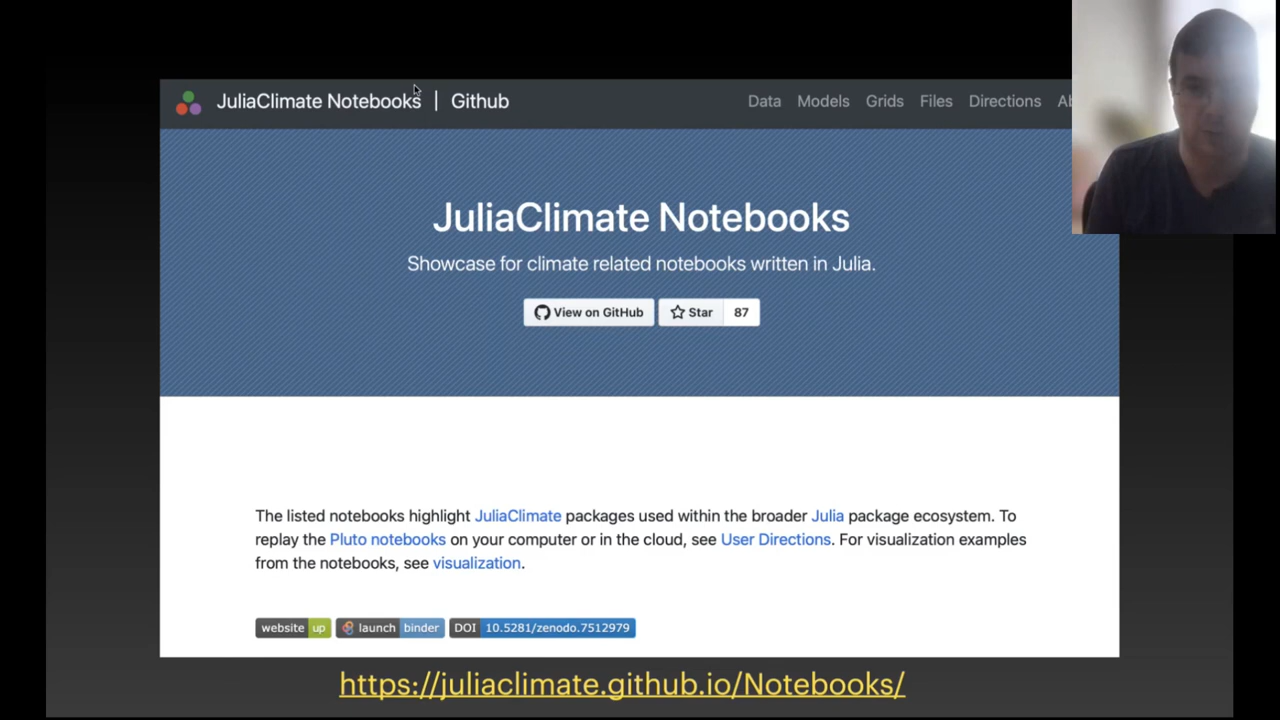 JuliaClimate Notebooks | Github
Data Models Grids Files Directions
JuliaClimate Notebooks
Showcase for climate related notebooks written in Julia.
View on GitHub Star 87
The listed notebooks highlight JuliaClimate packages used within the broader Julia package ecosystem. To
replay the Pluto notebooks on your computer or in the cloud, see User Directions. For visualization examples
from the notebooks, see visualization.
website up launch binder DOI 10.5281/zenodo.7512979
https://juliaclimate.github.io/Notebooks/